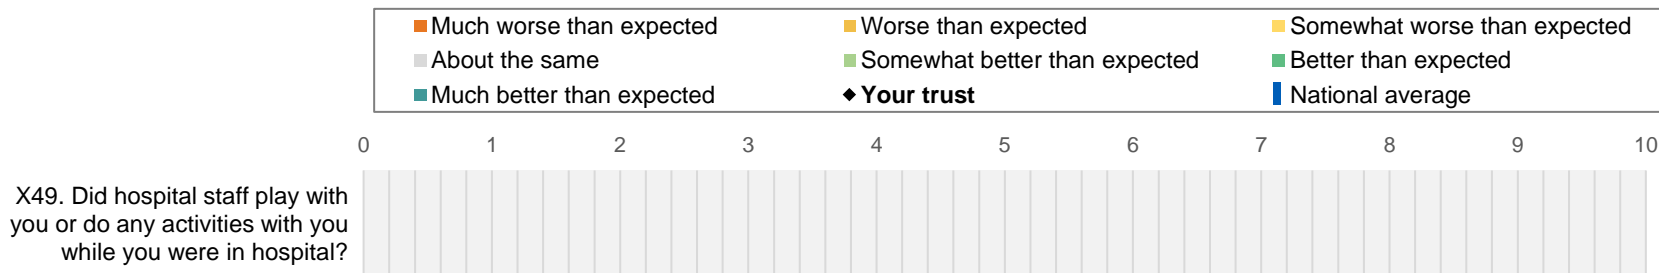 Much worse than expected Worse than expected Somewhat worse than expected
About the same Somewhat better than expected Better than expected
Much better than expected Your trust National average
0 1 2 3 4 5 6 7 8 9 10
X49. Did hospital staff play with
you or do any activities with you
while you were in hospital?